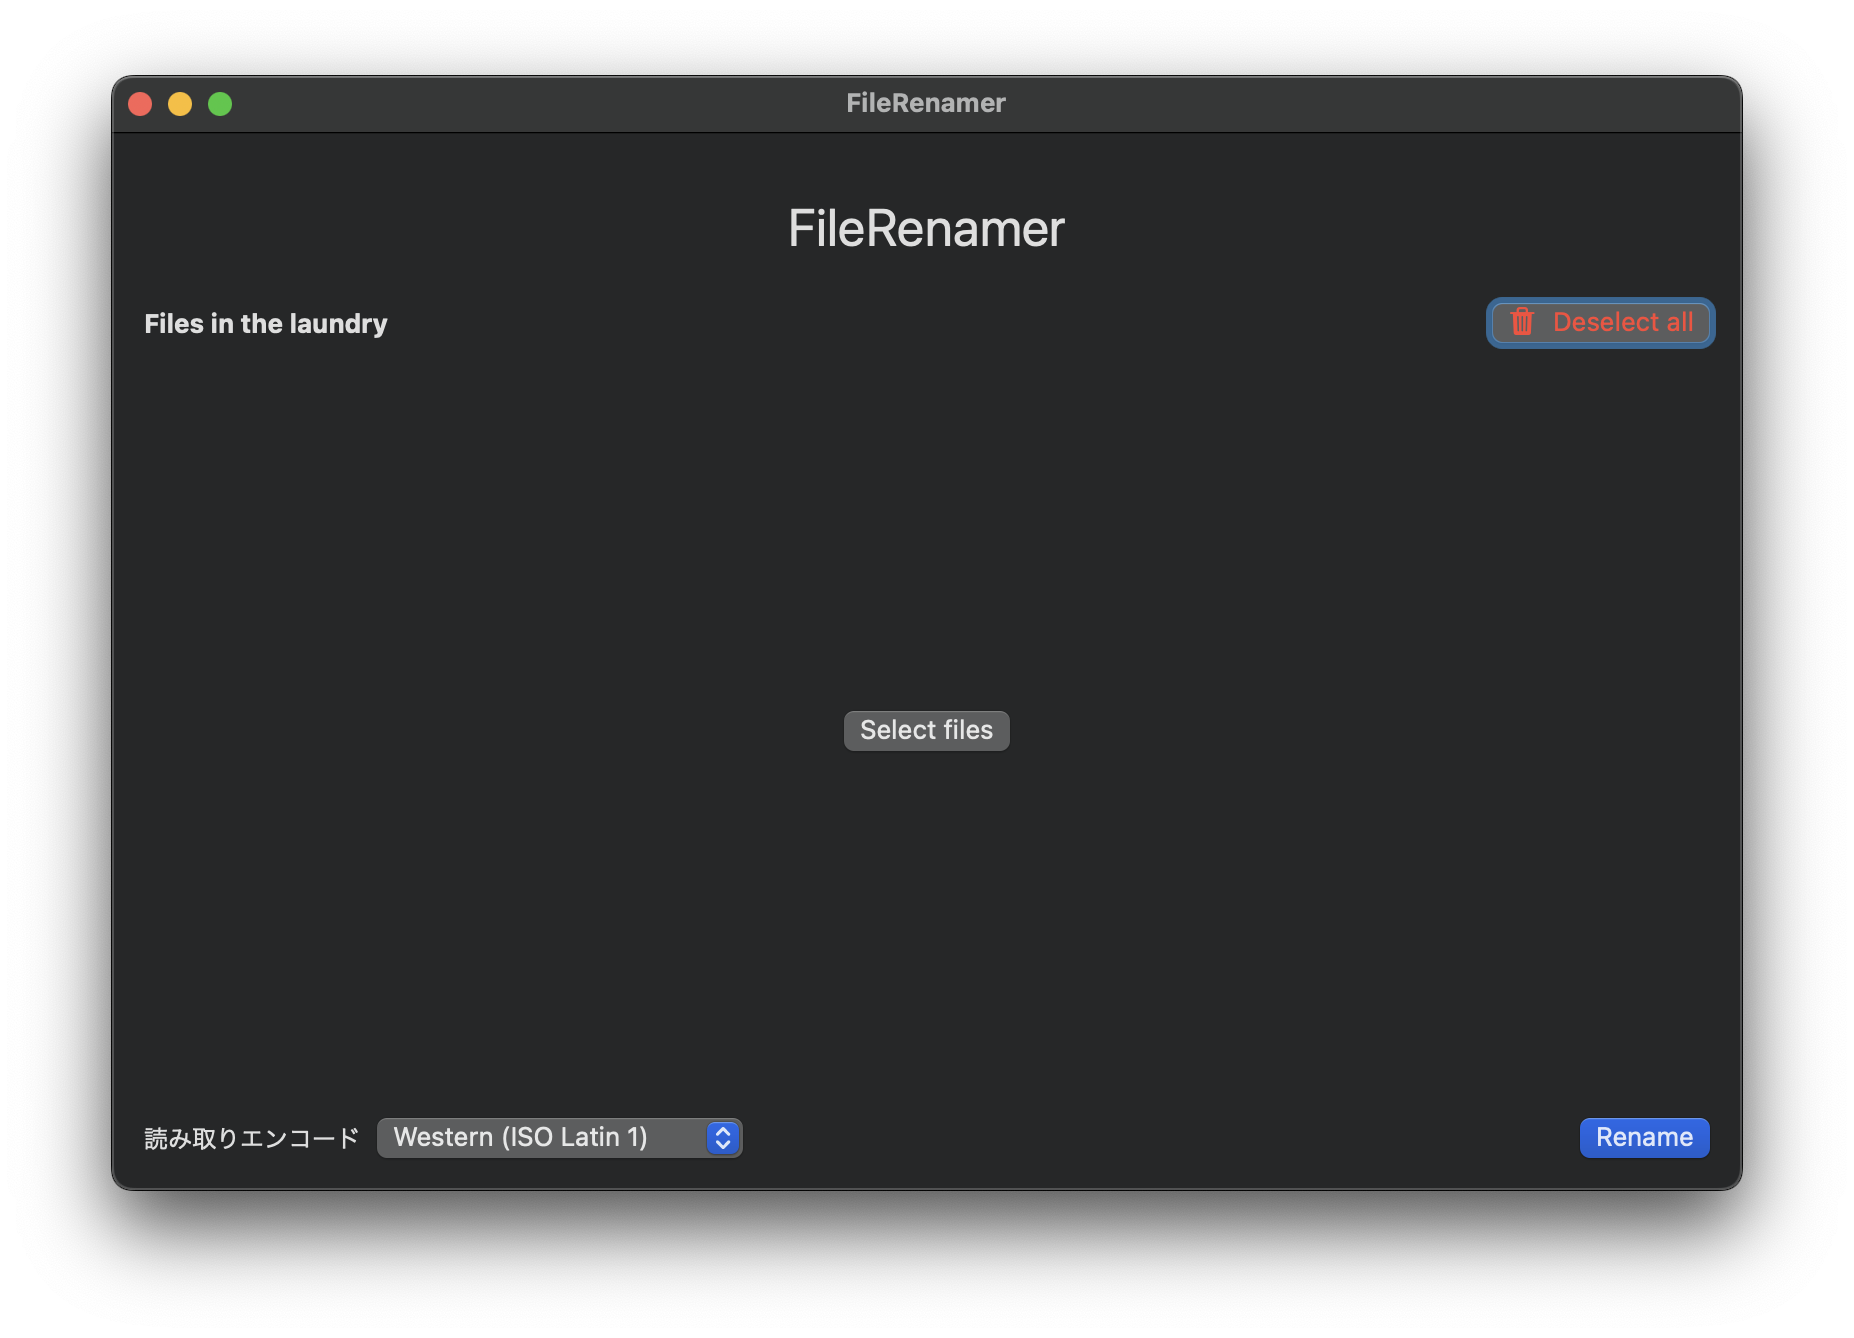 FileRenamer
FileRenamer
Files in the laundry
Deselect all
Select files
読み取りエンコード
Western (ISO Latin 1)
Rename